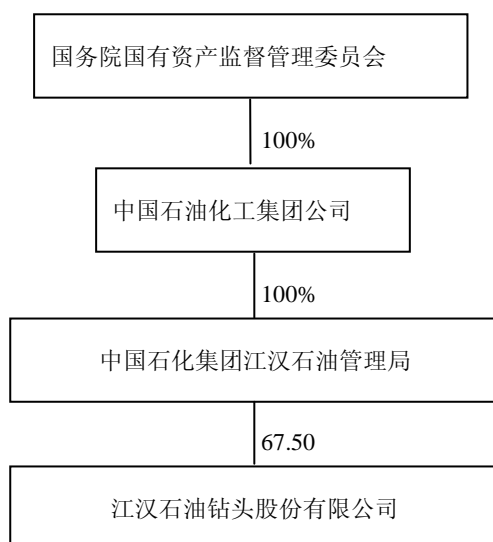 国务院国有资产监督管理委员会
100%
中国石油化工集团公司
100%
中国石化集团江汉石油管理局
67.50
江汉石油钻头股份有限公司